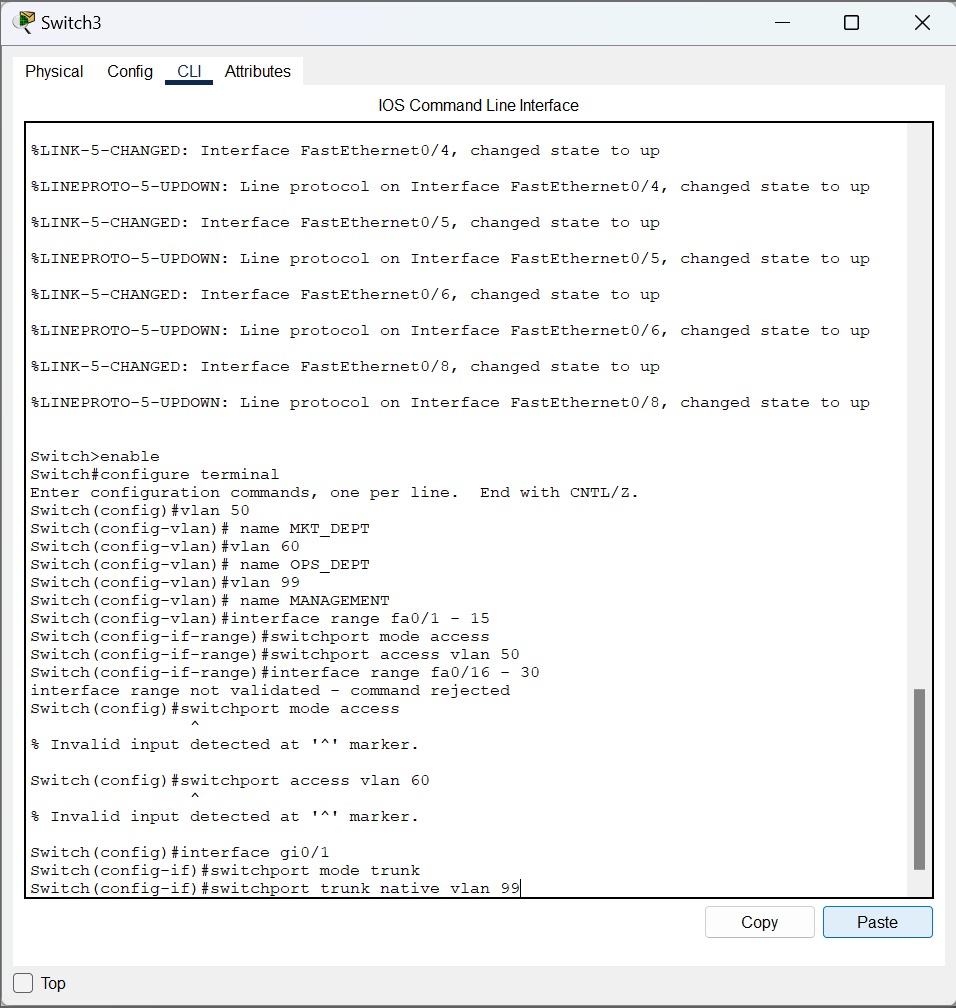 Switch3
Physical Config CLI Attributes
IOS Command Line Interface
%LINK-5-CHANGED: Interface FastEthernet0/4, changed state to up
%LINEPROTO-5-UPDOWN: Line protocol on Interface FastEthernet0/4, changed state to up
%LINK-5-CHANGED: Interface FastEthernet0/5, changed state to up
%LINEPROTO-5-UPDOWN: Line protocol on Interface FastEthernet0/5, changed state to up
%LINK-5-CHANGED: Interface FastEthernet0/6, changed state to up
%LINEPROTO-5-UPDOWN: Line protocol on Interface FastEthernet0/6, changed state to up
%LINK-5-CHANGED: Interface FastEthernet0/8, changed state to up
%LINEPROTO-5-UPDOWN: Line protocol on Interface FastEthernet0/8, changed state to up
Switch>enable
Switch#configure terminal
Enter configuration commands, one per line.  End with CNTL/Z.
Switch(config)#vlan 50
Switch(config-vlan)# name MKT_DEPT
Switch(config-vlan)#vlan 60
Switch(config-vlan)# name OPS_DEPT
Switch(config-vlan)#vlan 99
Switch(config-vlan)# name MANAGEMENT
Switch(config-vlan)#interface range fa0/1 - 15
Switch(config-if-range)#switchport mode access
Switch(config-if-range)#switchport access vlan 50
Switch(config-if-range)#interface range fa0/16 - 30
interface range not validated - command rejected
Switch(config)#switchport mode access
^
% Invalid input detected at '^' marker.
Switch(config)#switchport access vlan 60
^
% Invalid input detected at '^' marker.
Switch(config)#interface gi0/1
Switch(config-if)#switchport mode trunk
Switch(config-if)#switchport trunk native vlan 99
Copy Paste
Top